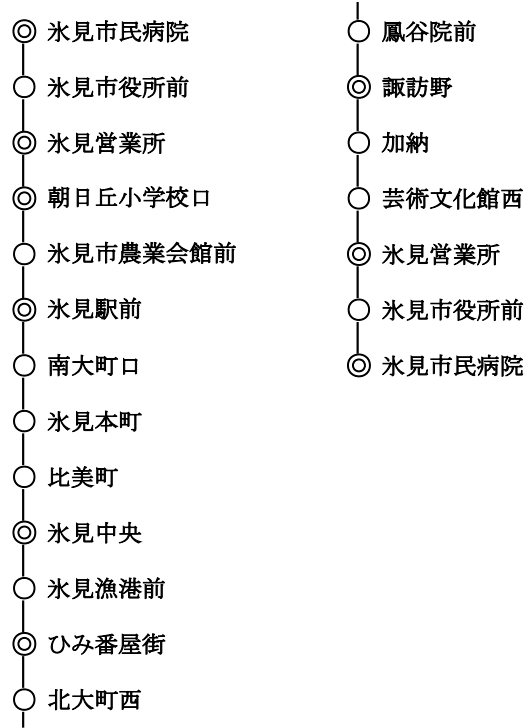 氷見市民病院
氷見市役所前
氷見営業所
朝日丘小学校口
氷見市農業会館前
氷見駅前
南大町口
氷見本町
比美町
氷見中央
氷見漁港前
ひみ番屋街
北大町西
鳳谷院前
諏訪野
加納
芸術文化館西
氷見営業所
氷見市役所前
氷見市民病院